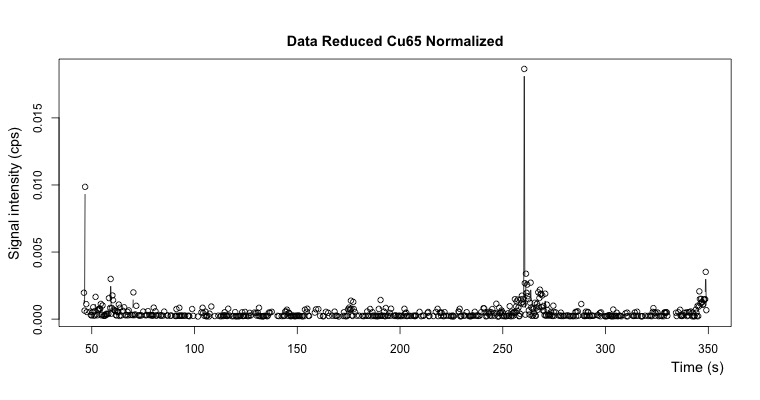 Data Reduced Cu65 Normalized
Signal intensity (cps)
0.015
0.010
0.005
0.000
50 100 150 200 250 300 350
Time (s)